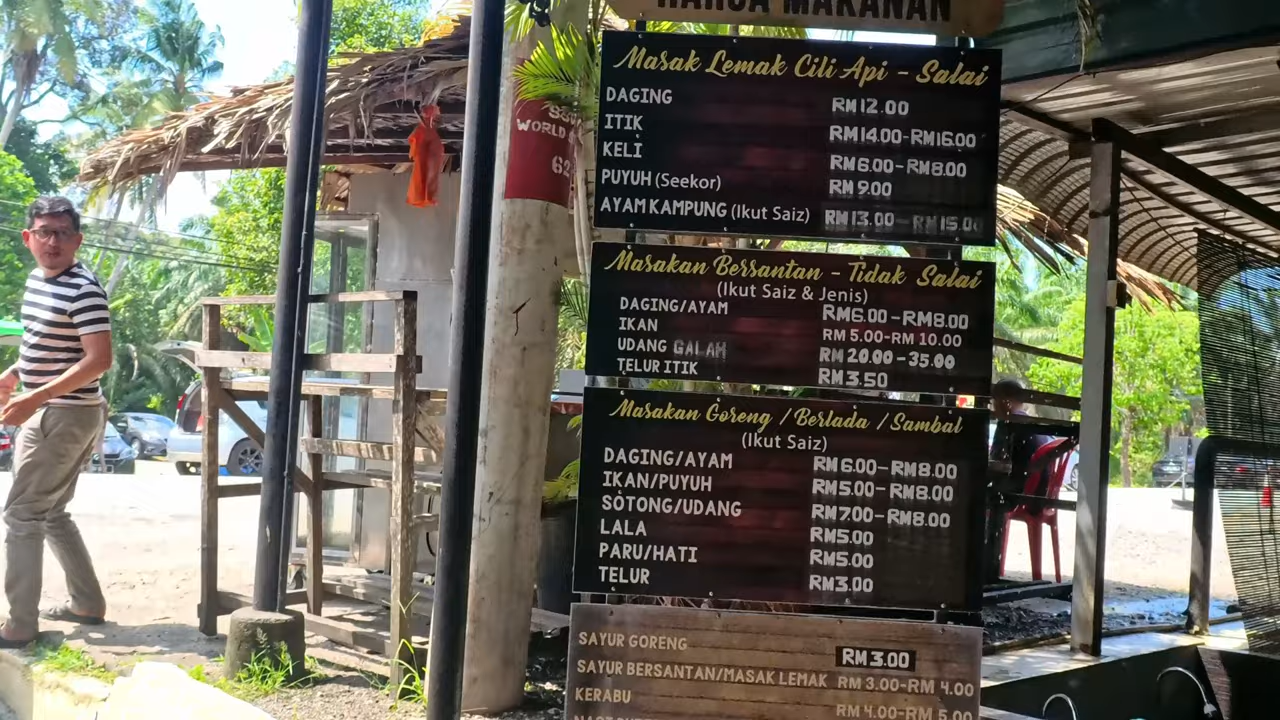 HARGA MAKANAN
Masak Lemak Cili Api - Salai
DAGING RM12.00
ITIK RM14.00-RM16.00
KELI RM6.00-RM8.00
PUYUH (Seekor) RM 9.00
AYAM KAMPUNG (Ikut Saiz) RM13.00-RM15.00
Masakan Bersantan - Tidak Salai
(Ikut Saiz & Jenis)
DAGING/AYAM RM6.00-RM8.00
IKAN RM 5.00-RM 10.00
UDANG GALAH RM 20.00-35.00
TELUR ITIK RM3.50
Masakan Goreng / Berlada / Sambal
(Ikut Saiz)
DAGING/AYAM RM6.00-RM8.00
IKAN/PUYUH RM5.00-RM8.00
SOTONG/UDANG RM7.00-RM8.00
LALA RM5.00
PARU/HATI RM5.00
TELUR RM3.00
SAYUR GORENG RM3.00
SAYUR BERSANTAN/MASAK LEMAK RM 3.00-RM 4.00
KERABU RM 4.00-RM 5.00
WORLD
62